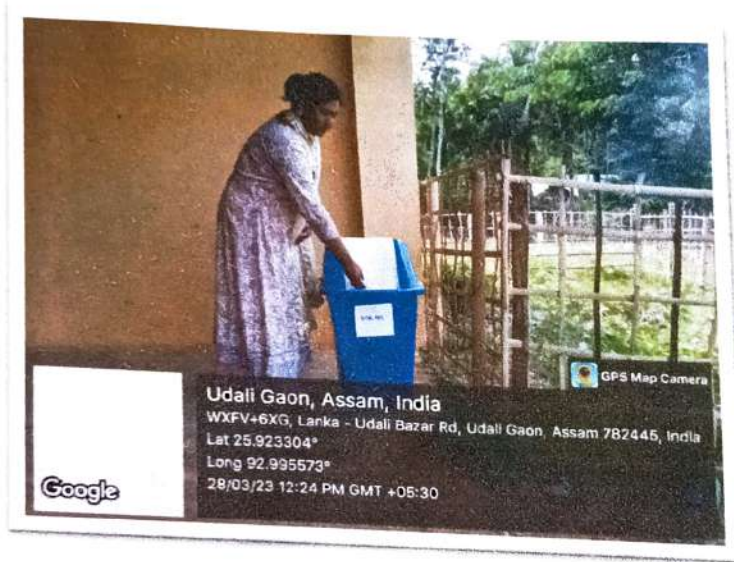 GPS Map Camera
Udali Gaon, Assam, India
WXFV+6XG, Lanka - Udali Bazar Rd, Udali Gaon, Assam 782445, India
Lat 25.923304°
Long 92.995573°
28/03/23 12:24 PM GMT +05:30
Google